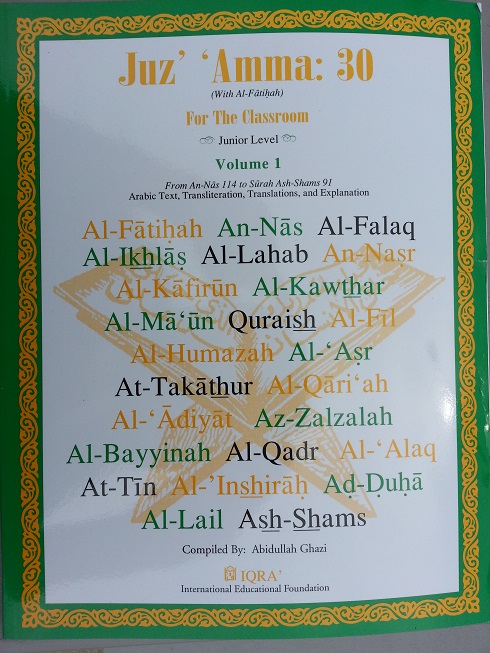 Juz’ ‘Amma: 30
(With Al-Fātiḥah)
For The Classroom
Junior Level
Volume 1
From An-Nās 114 to Sūrah Ash-Shams 91
Arabic Text, Transliteration, Translations, and Explanation
Al-Fātiḥah An-Nās Al-Falaq
Al-Ikhlāṣ Al-Lahab An-Naṣr
Al-Kāfirūn Al-Kawthar
Al-Mā‘ūn Quraish Al-Fīl
Al-Humazah Al-‘Aṣr
At-Takāthur Al-Qāri‘ah
Al-‘Ādiyāt Az-Zalzalah
Al-Bayyinah Al-Qadr Al-‘Alaq
At-Tīn Al-’Inshirāḥ Aḍ-Ḍuḥā
Al-Lail Ash-Shams
Compiled By: Abidullah Ghazi
IQRA’
International Educational Foundation